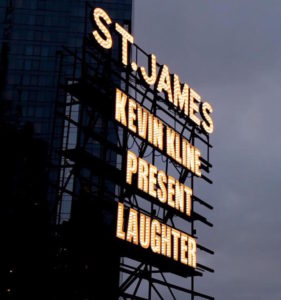 ST. JAMES
KEVIN KLINE
PRESENT
LAUGHTER